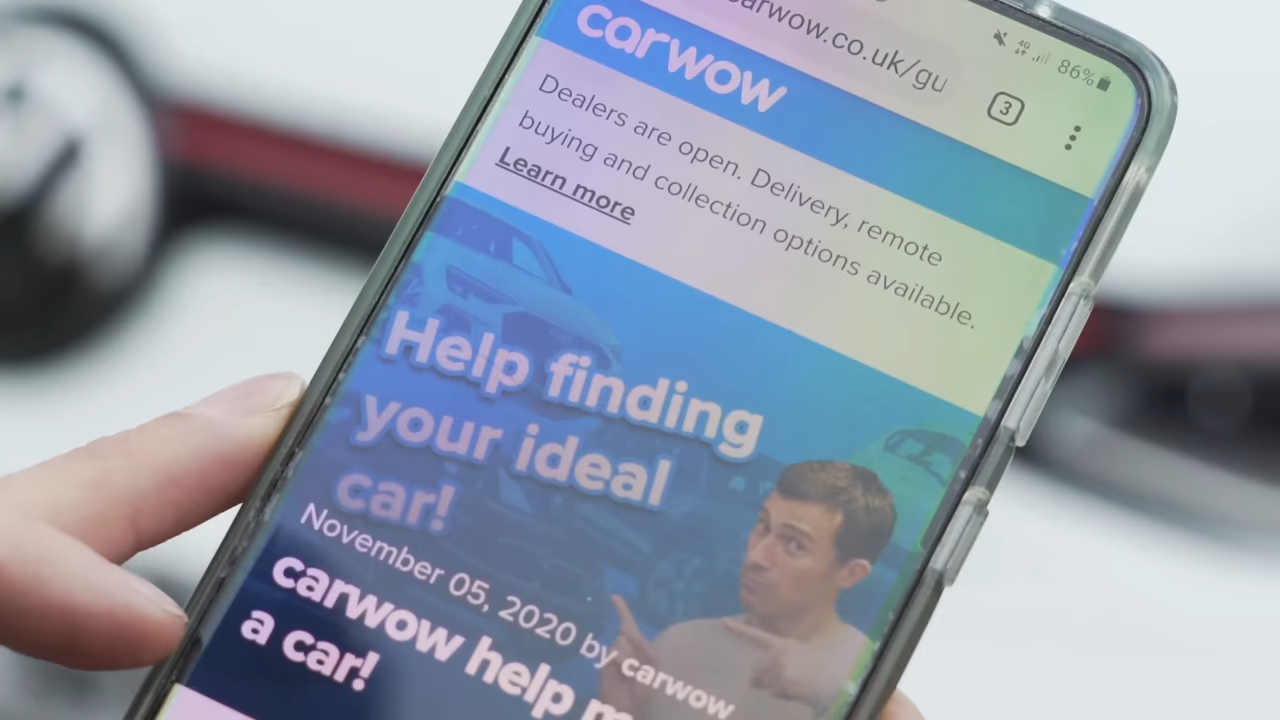 carwow.co.uk/gu
4G
86%
3
carwow
Dealers are open. Delivery, remote
buying and collection options available.
Learn more
Help finding
your ideal
car!
November 05, 2020 by carwow
carwow help m
a car!